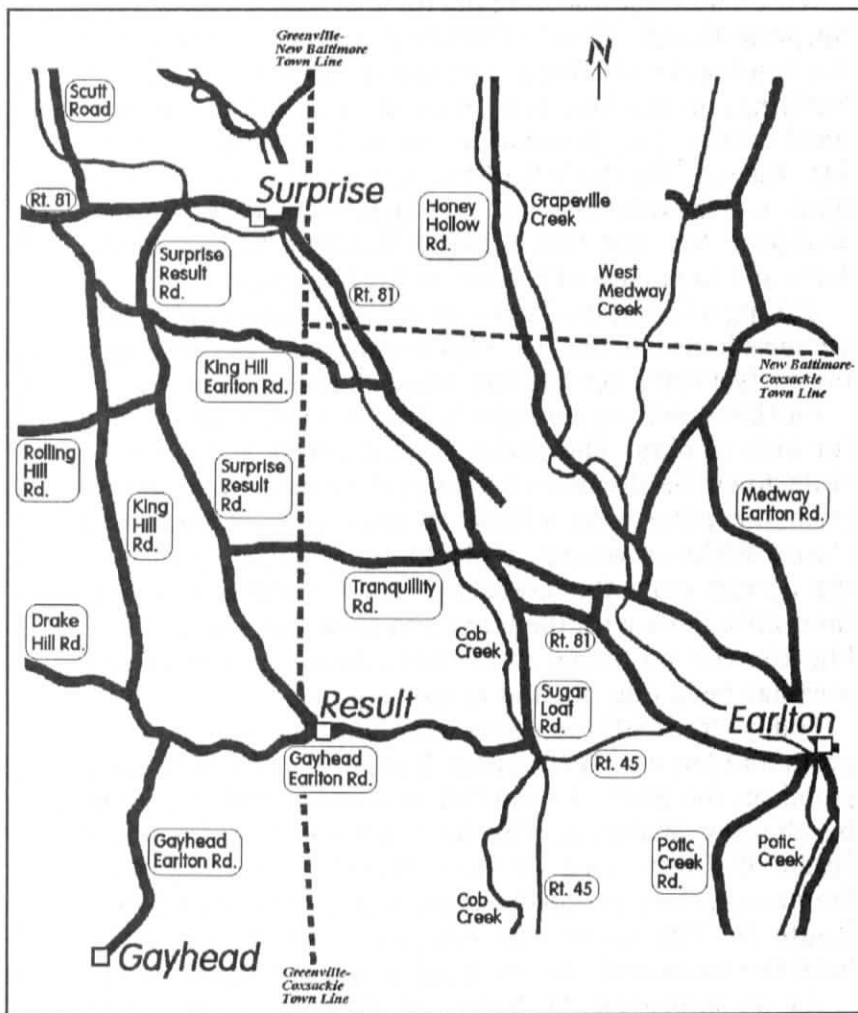 Greenville-
New Baltimore
Town Line
N
Scutt
Road
Rt. 81
Surprise
Honey
Hollow
Rd.
Grapeville
Creek
Surprise
Result
Rd.
Rt. 81
West
Medway
Creek
King Hill
Earlton Rd.
New Baltimore-
Coxsackie
Town Line
Rolling
Hill
Rd.
Surprise
Result
Rd.
King
Hill
Rd.
Medway
Earlton Rd.
Tranquillity
Rd.
Drake
Hill Rd.
Cob
Creek
Rt. 81
Result
Sugar
Loaf
Rd.
Earlton
Gayhead
Earlton Rd.
Rt. 45
Gayhead
Earlton Rd.
Potic
Creek
Rd.
Potic
Creek
Cob
Creek
Rt. 45
Gayhead
Greenville-
Coxsackie
Town Line